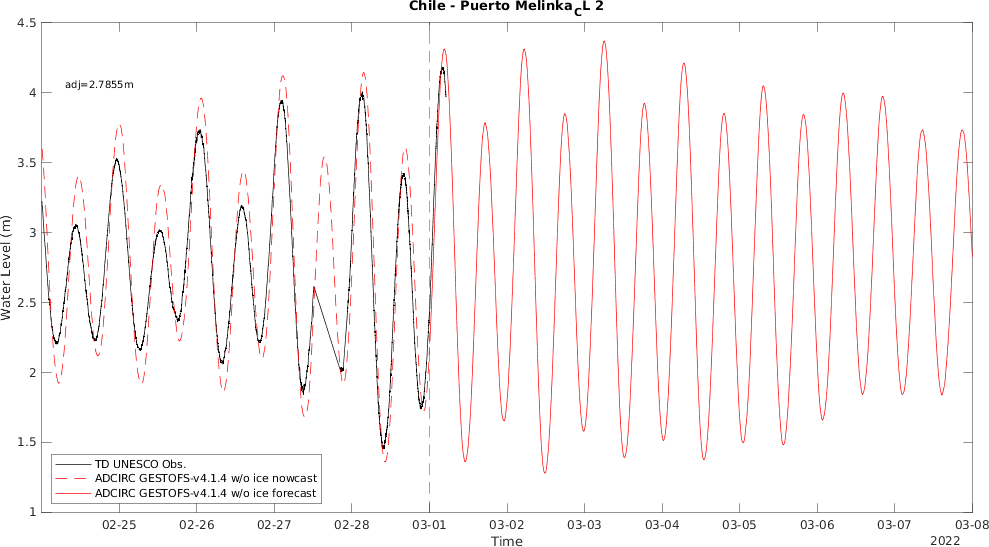 Chile - Puerto Melinka_CL 2
4.5
4
3.5
3
2.5
2
1.5
1
Water Level (m)
adj=2.7855m
TD UNESCO Obs.
ADCIRC GESTOFS-v4.1.4 w/o ice nowcast
ADCIRC GESTOFS-v4.1.4 w/o ice forecast
02-25 02-26 02-27 02-28 03-01 03-02 03-03 03-04 03-05 03-06 03-07 03-08
Time
2022